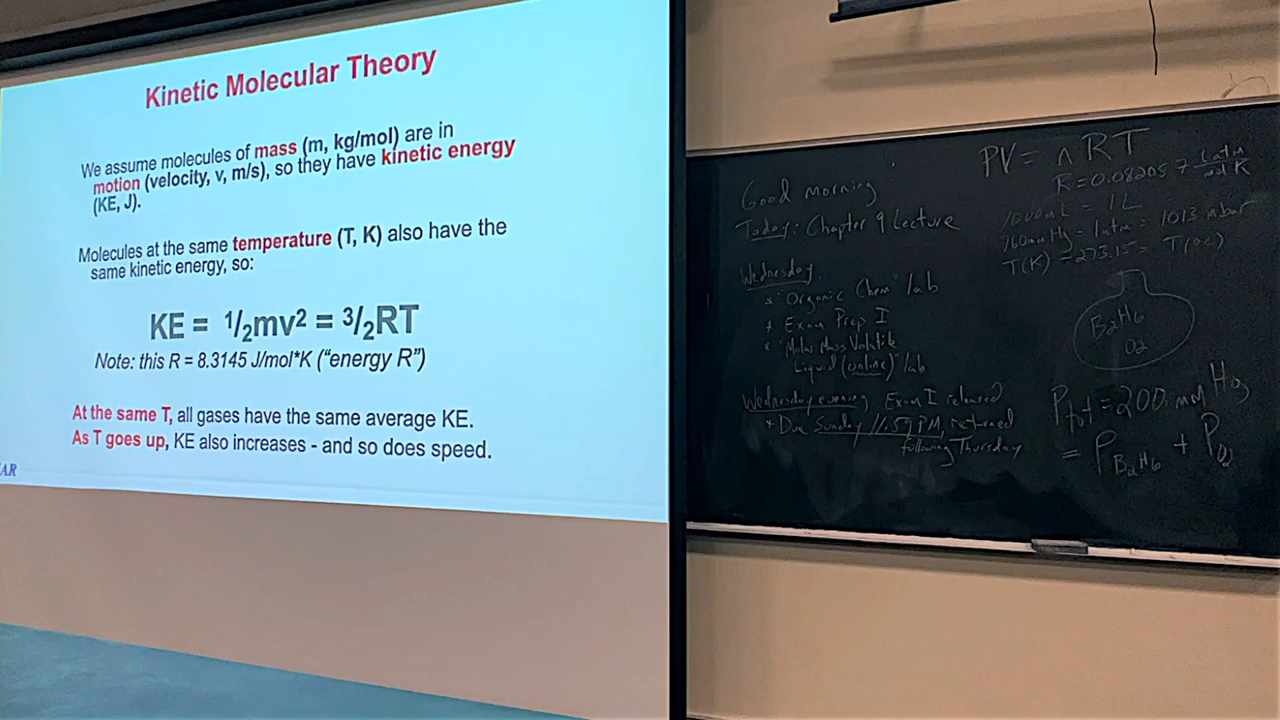 Kinetic Molecular Theory
We assume molecules of mass (m, kg/mol) are in
motion (velocity, v, m/s), so they have kinetic energy
(KE, J).
Molecules at the same temperature (T, K) also have the
same kinetic energy, so:
KE = ¹/₂mv² = ³/₂RT
Note: this R = 8.3145 J/mol*K ("energy R")
At the same T, all gases have the same average KE.
As T goes up, KE also increases - and so does speed.
AR
Good morning
Today: Chapter 9 Lecture
Wednesday:
* "Organic Chem" lab
* Exam Prep I
* "Molar Mass Volatile
Liquid (online) lab
Wednesday evening Exam I released
* Due Sunday 11:59 PM, returned
following Thursday
PV = nRT
R = 0.082057 L atm
mol K
1000 mL = 1 L
760 mm Hg = 1 atm = 1013 mbar
T(K) = 273.15 = T(°C)
B₂H₆
O₂
Ptot = 200. mm Hg
= P B₂H₆ + P O₂